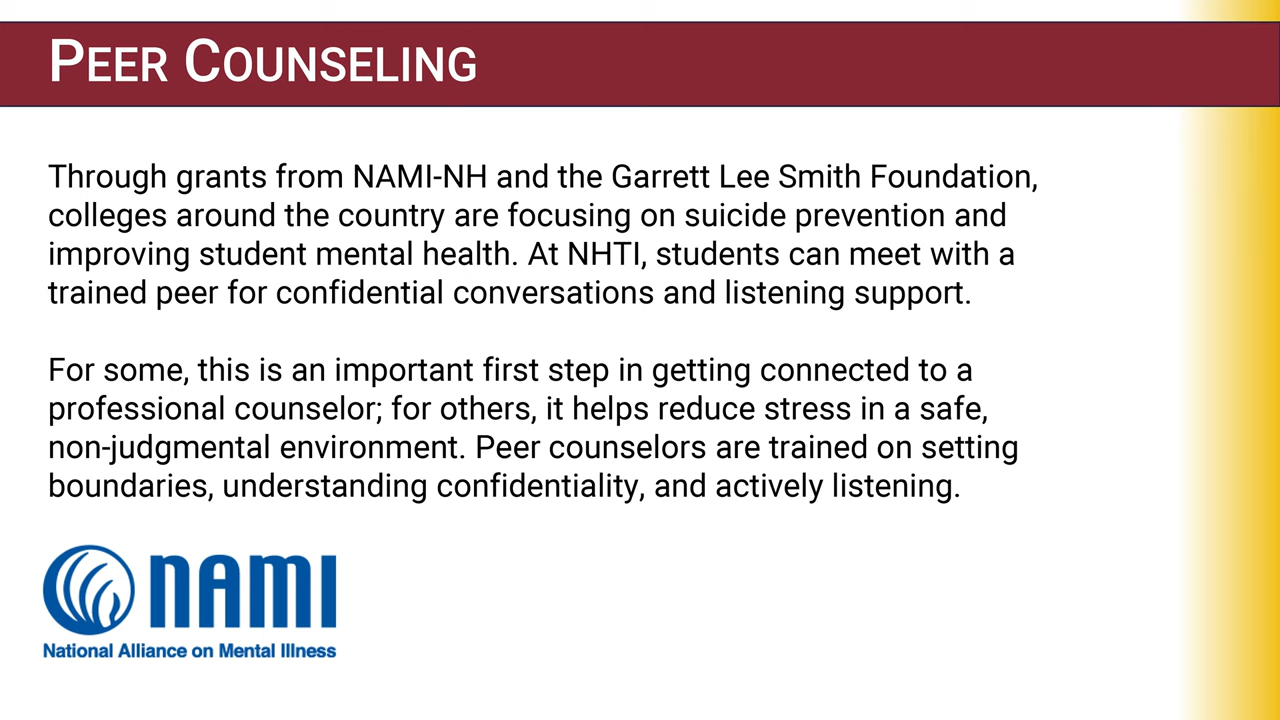 PEER COUNSELING
Through grants from NAMI-NH and the Garrett Lee Smith Foundation,
colleges around the country are focusing on suicide prevention and
improving student mental health. At NHTI, students can meet with a
trained peer for confidential conversations and listening support.
For some, this is an important first step in getting connected to a
professional counselor; for others, it helps reduce stress in a safe,
non-judgmental environment. Peer counselors are trained on setting
boundaries, understanding confidentiality, and actively listening.
NAMI
National Alliance on Mental Illness